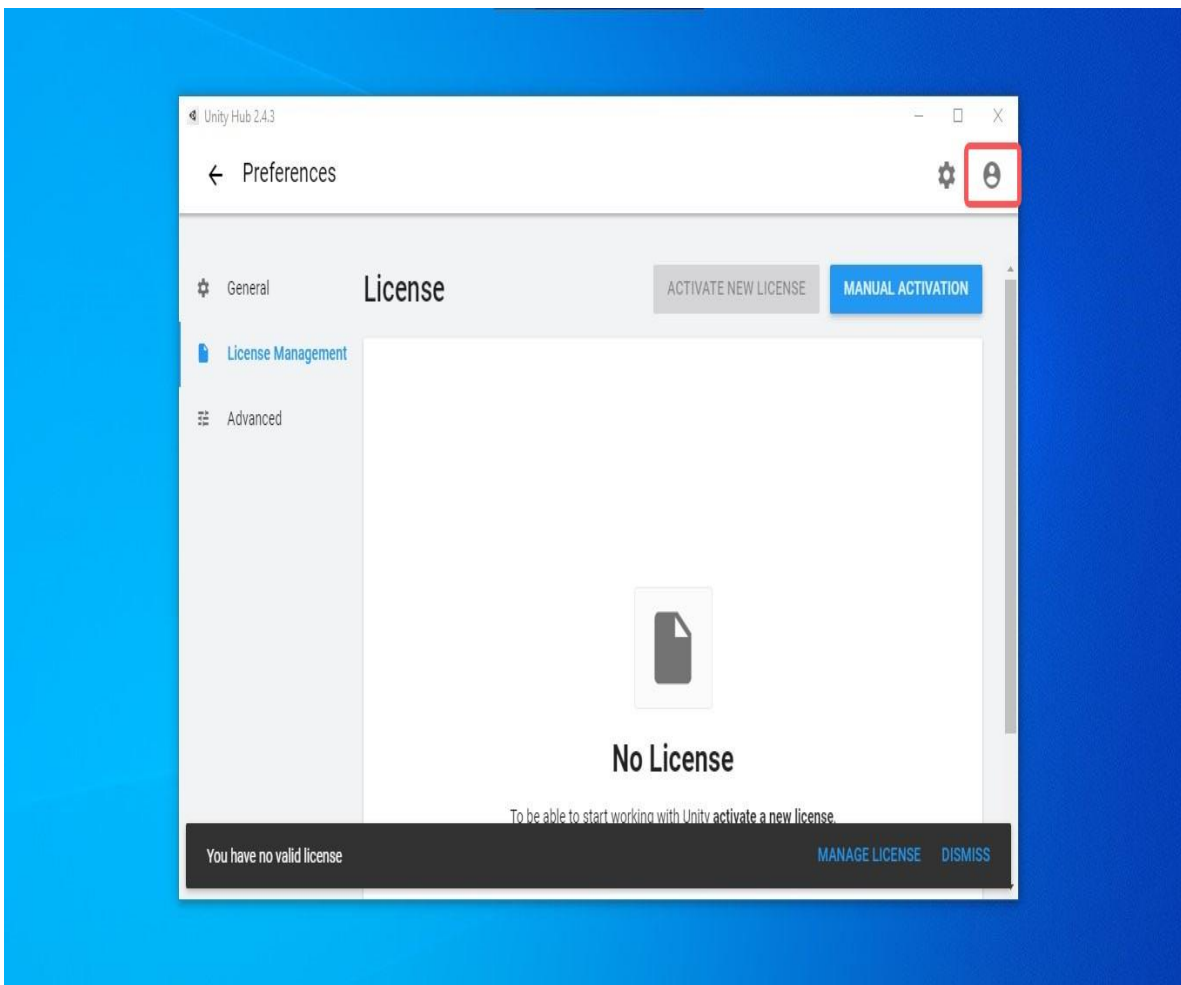 Unity Hub 2.4.3
Preferences
General
License
ACTIVATE NEW LICENSE
MANUAL ACTIVATION
License Management
Advanced
No License
To be able to start working with Unity activate a new license.
You have no valid license
MANAGE LICENSE
DISMISS